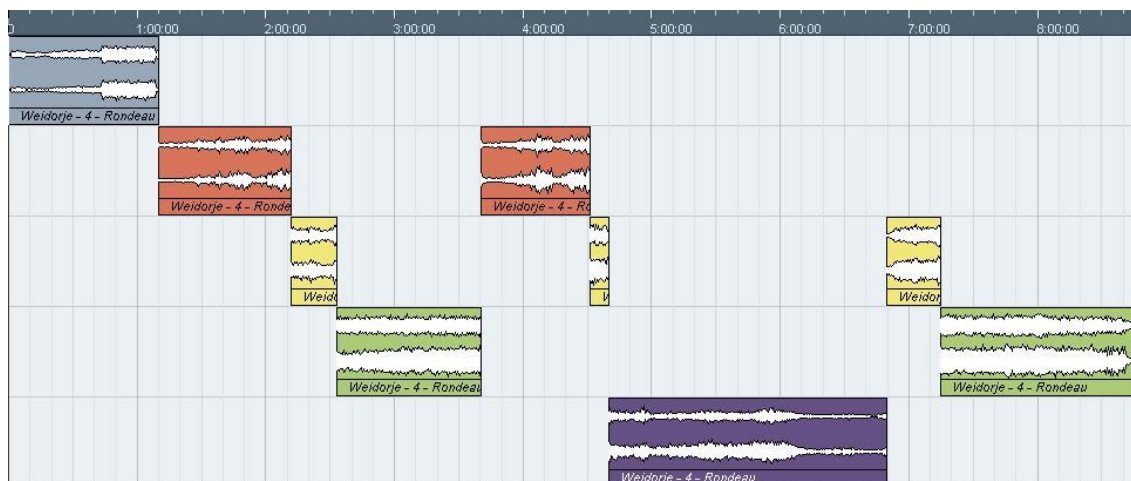 1:00:00 2:00:00 3:00:00 4:00:00 5:00:00 6:00:00 7:00:00 8:00:00
Weidorje - 4 - Rondeau
Weidorje - 4 - Ronde
Weidorje - 4 - Ro
Weido
W
Weidor
Weidorje - 4 - Rondeau
Weidorje - 4 - Rondeau
Weidorje - 4 - Rondeau